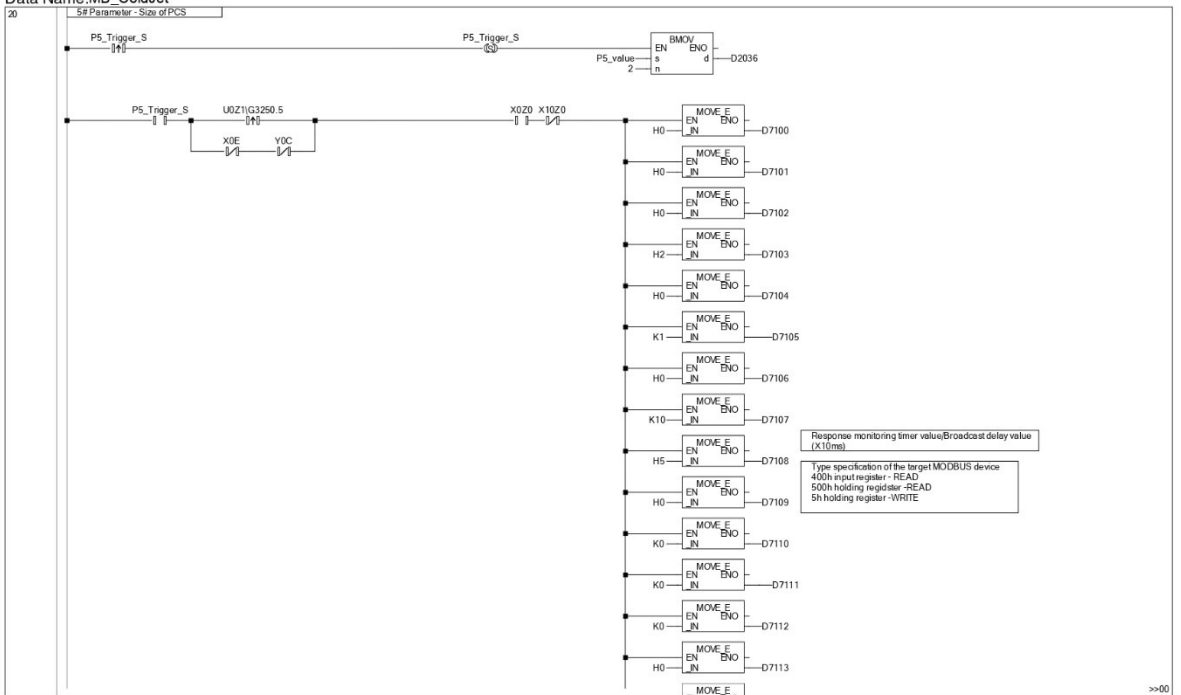 Data Name:MB_Coldjet
20
5# Parameter - Size of PCS
P5_Trigger_S P5_Trigger_S BMOV
(S) EN ENO
P5_value s d D2036
2 n
P5_Trigger_S U0Z1\G3250.5 X0Z0 X10Z0 MOVE_E
EN ENO
H0 _IN D7100
X0E Y0C
MOVE_E
EN ENO
H0 _IN D7101
MOVE_E
EN ENO
H0 _IN D7102
MOVE_E
EN ENO
H2 _IN D7103
MOVE_E
EN ENO
H0 _IN D7104
MOVE_E
EN ENO
K1 _IN D7105
MOVE_E
EN ENO
H0 _IN D7106
MOVE_E
EN ENO
K10 _IN D7107
Response monitoring timer value/Broadcast delay value
(X10ms)
MOVE_E
EN ENO
H5 _IN D7108
Type specification of the target MODBUS device
400h input register - READ
500h holding regidster -READ
5h holding register -WRITE
MOVE_E
EN ENO
H0 _IN D7109
MOVE_E
EN ENO
K0 _IN D7110
MOVE_E
EN ENO
K0 _IN D7111
MOVE_E
EN ENO
K0 _IN D7112
MOVE_E
EN ENO
H0 _IN D7113
MOVE_E
>>00